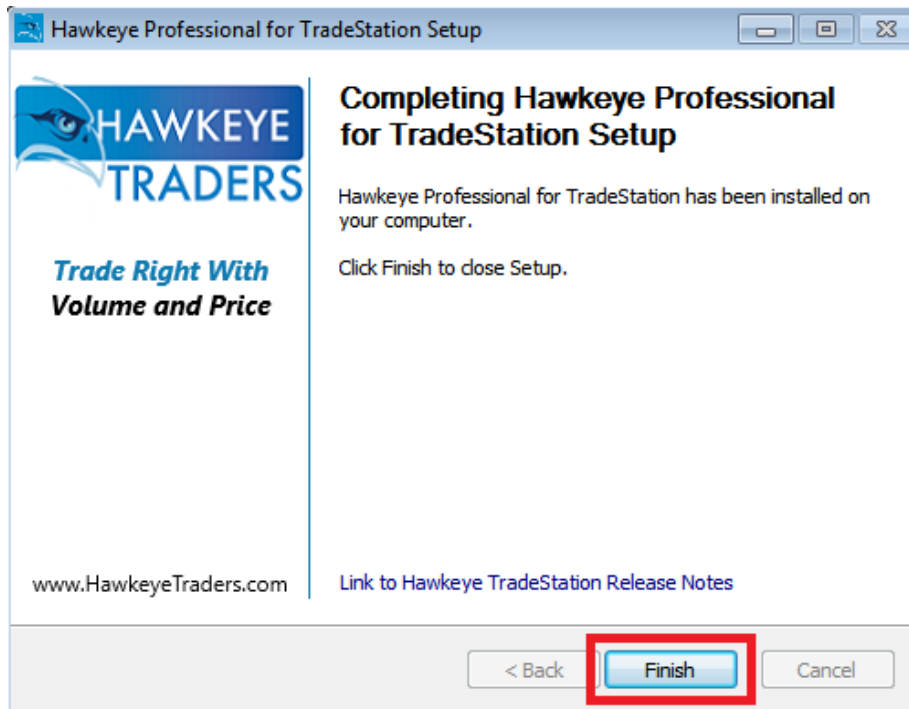 Hawkeye Professional for TradeStation Setup
HAWKEYE
TRADERS
Trade Right With
Volume and Price
www.HawkeyeTraders.com
Completing Hawkeye Professional
for TradeStation Setup
Hawkeye Professional for TradeStation has been installed on
your computer.
Click Finish to close Setup.
Link to Hawkeye TradeStation Release Notes
< Back
Finish
Cancel